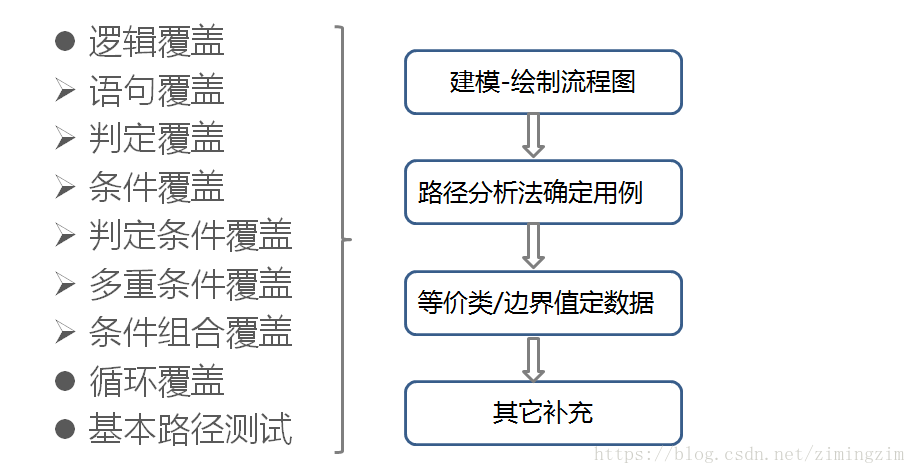 逻辑覆盖
语句覆盖
判定覆盖
条件覆盖
判定条件覆盖
多重条件覆盖
条件组合覆盖
循环覆盖
基本路径测试
建模-绘制流程图
路径分析法确定用例
等价类/边界值定数据
其它补充
https://blog.csdn.net/zimingzim